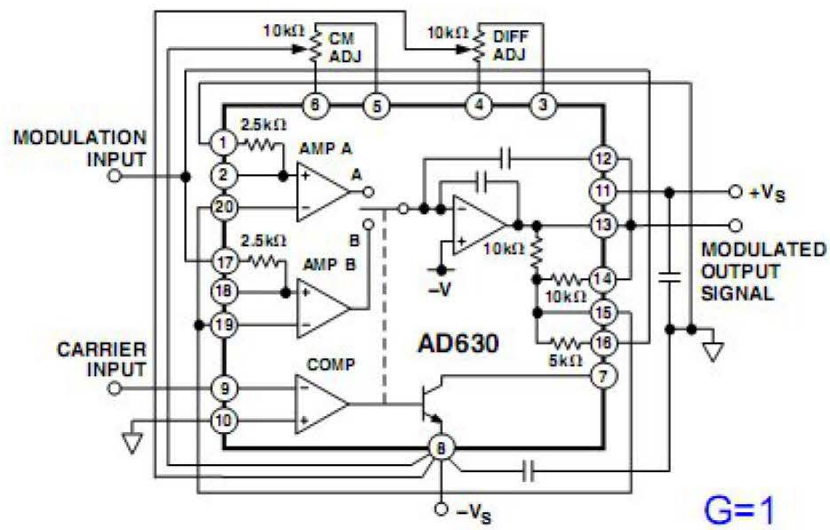 10kΩ
CM
ADJ
10kΩ
DIFF
ADJ
6
5
4
3
MODULATION
INPUT
1
2.5kΩ
AMP A
A
2
20
12
11
+VS
13
MODULATED
OUTPUT
SIGNAL
17
2.5kΩ
AMP
B
B
18
19
10kΩ
–V
14
10kΩ
15
16
5kΩ
7
AD630
CARRIER
INPUT
COMP
9
10
8
–VS
G=1